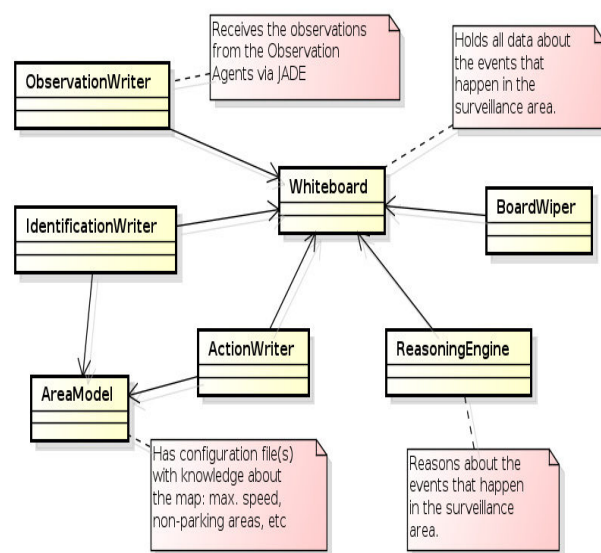 Receives the observations
from the Observation
Agents via JADE
Holds all data about
the events that
happen in the
surveillance area.
ObservationWriter
Whiteboard
IdentificationWriter
BoardWiper
ActionWriter
ReasoningEngine
AreaModel
Has configuration file(s)
with knowledge about
the map: max. speed,
non-parking areas, etc
Reasons about the
events that happen
in the surveillance
area.